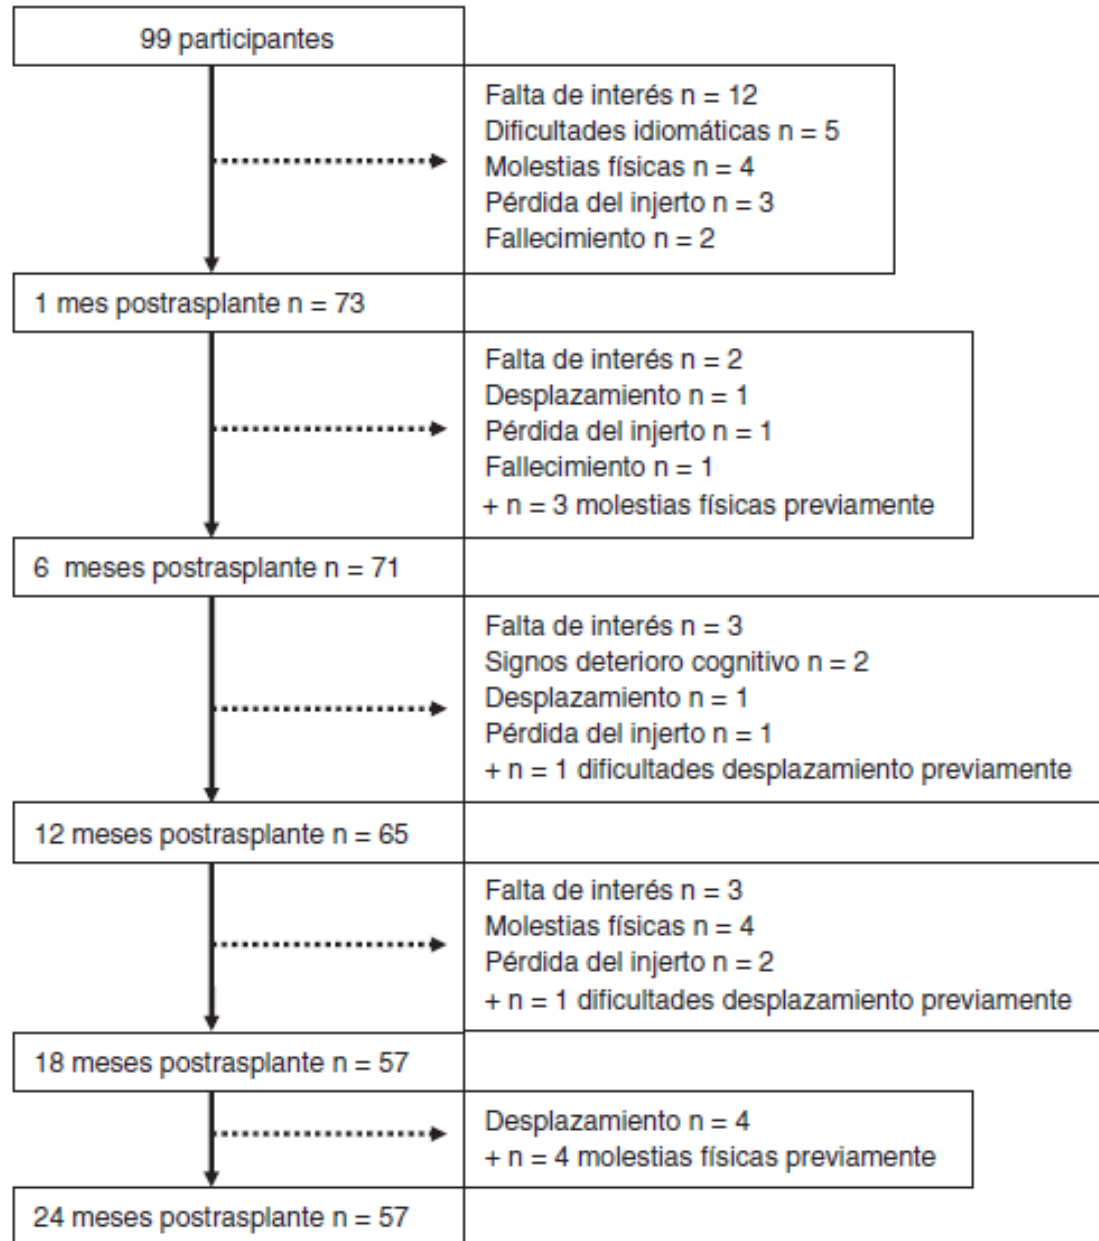 99 participantes
Falta de interés n = 12
Dificultades idiomáticas n = 5
Molestias físicas n = 4
Pérdida del injerto n = 3
Fallecimiento n = 2
1 mes postrasplante n = 73
Falta de interés n = 2
Desplazamiento n = 1
Pérdida del injerto n = 1
Fallecimiento n = 1
+ n = 3 molestias físicas previamente
6 meses postrasplante n = 71
Falta de interés n = 3
Signos deterioro cognitivo n = 2
Desplazamiento n = 1
Pérdida del injerto n = 1
+ n = 1 dificultades desplazamiento previamente
12 meses postrasplante n = 65
Falta de interés n = 3
Molestias físicas n = 4
Pérdida del injerto n = 2
+ n = 1 dificultades desplazamiento previamente
18 meses postrasplante n = 57
Desplazamiento n = 4
+ n = 4 molestias físicas previamente
24 meses postrasplante n = 57